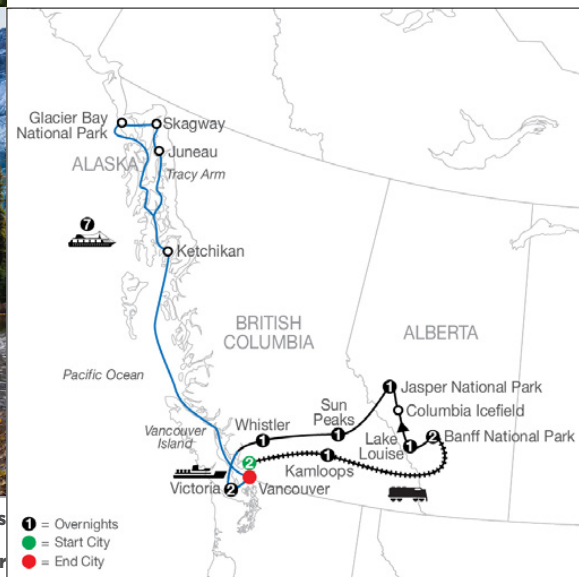 Glacier Bay
National Park
Skagway
Juneau
ALASKA
Tracy Arm
7
Ketchikan
BRITISH
COLUMBIA
ALBERTA
Pacific Ocean
1
Jasper National Park
Columbia Icefield
Sun
Peaks
1
Whistler
1
Vancouver
Island
Lake
Louise
1
2
Banff National Park
2
Kamloops
1
Victoria
2
Vancouver
s
1 = Overnights
= Start City
r
= End City